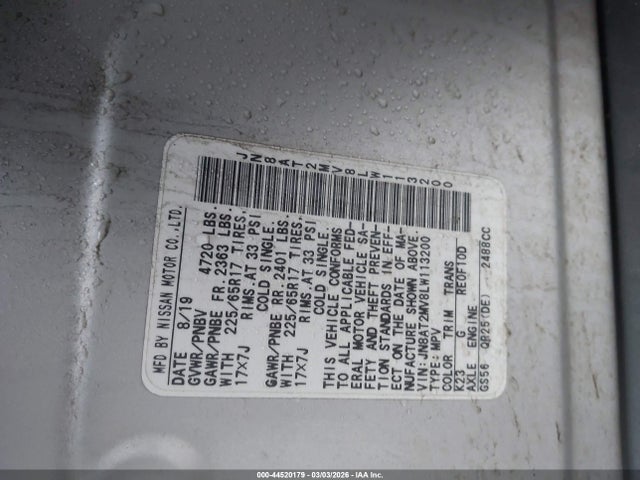 MFD BY NISSAN MOTOR CO.,LTD.
DATE 8/19
GVWR/PNBV 4720 LBS.
GAWR/PNBE FR. 2363 LBS.
WITH 225/65R17 TIRES.
17X7J RIMS.AT 33 PSI
COLD SINGLE.
GAWR/PNBE RR. 2401 LBS.
WITH 225/65R17 TIRES.
17X7J RIMS.AT 33 PSI
COLD SINGLE.
THIS VEHICLE CONFORMS
TO ALL APPLICABLE FED-
ERAL MOTOR VEHICLE SA-
FETY AND THEFT PREVEN-
TION STANDARDS IN EFF-
ECT ON THE DATE OF MA-
NUFACTURE SHOWN ABOVE.
VIN:JN8AT2MV8LW113200
TYPE:MPV
COLOR TRIM TRANS
K23 G RE0F10D
AXLE ENGINE
GS56 QR25(DE) 2488CC
JN8AT2MV8LW113200
000-44520179 - 03/03/2026 - IAA Inc.